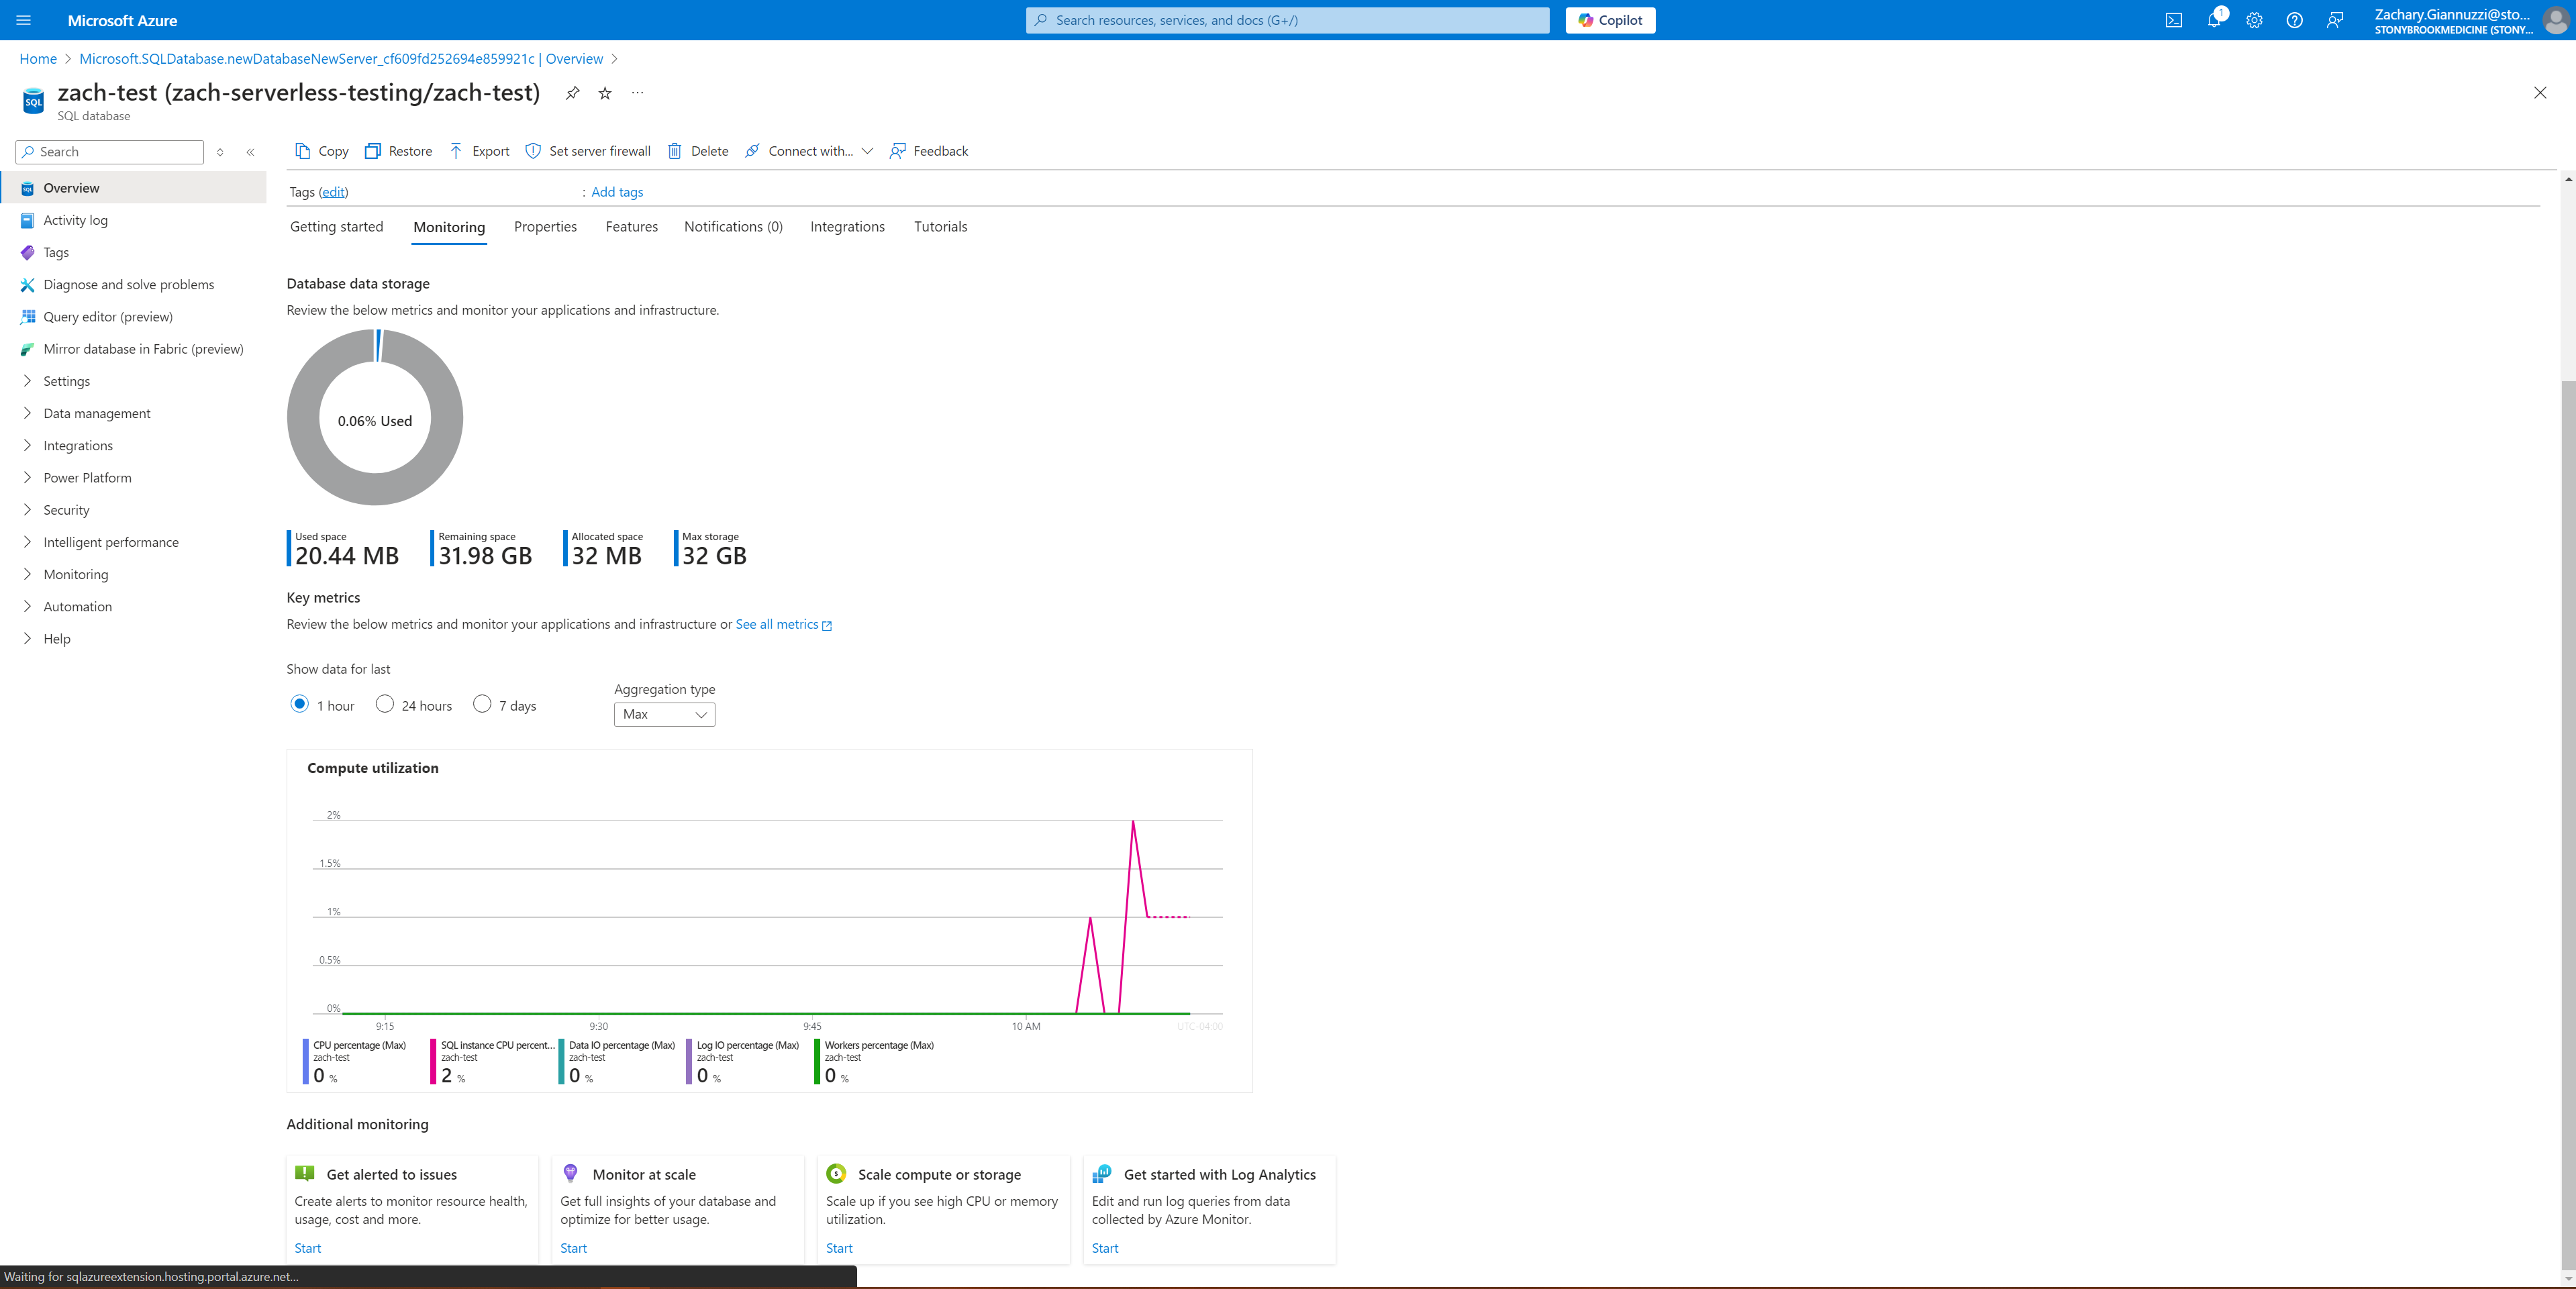 Microsoft Azure
Search resources, services, and docs (G+/)
Copilot
1
Zachary.Giannuzzi@sto...
STONYBROOKMEDICINE (STONY...
Home > Microsoft.SQLDatabase.newDatabaseNewServer_cf609fd252694e859921c | Overview >
SQL
zach-test (zach-serverless-testing/zach-test)
...
SQL database
Search
Copy Restore Export Set server firewall Delete Connect with... Feedback
Overview
Activity log
Tags
Diagnose and solve problems
Query editor (preview)
Mirror database in Fabric (preview)
Settings
Data management
Integrations
Power Platform
Security
Intelligent performance
Monitoring
Automation
Help
Tags (edit) : Add tags
Getting started Monitoring Properties Features Notifications (0) Integrations Tutorials
Database data storage
Review the below metrics and monitor your applications and infrastructure.
0.06% Used
Used space Remaining space Allocated space Max storage
20.44 MB 31.98 GB 32 MB 32 GB
Key metrics
Review the below metrics and monitor your applications and infrastructure or See all metrics
Show data for last
1 hour 24 hours 7 days
Aggregation type
Max
Compute utilization
2%
1.5%
1%
0.5%
0%
9:15 9:30 9:45 10 AM UTC-04:00
CPU percentage (Max) SQL instance CPU percent... Data IO percentage (Max) Log IO percentage (Max) Workers percentage (Max)
zach-test zach-test zach-test zach-test zach-test
0 % 2 % 0 % 0 % 0 %
Additional monitoring
Get alerted to issues
Create alerts to monitor resource health,
usage, cost and more.
Start
Monitor at scale
Get full insights of your database and
optimize for better usage.
Start
Scale compute or storage
Scale up if you see high CPU or memory
utilization.
Start
Get started with Log Analytics
Edit and run log queries from data
collected by Azure Monitor.
Start
Waiting for sqlazureextension.hosting.portal.azure.net...